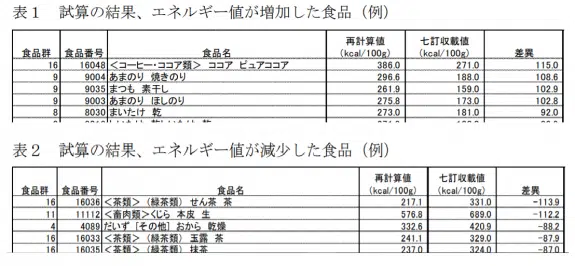 表１ 試算の結果、エネルギー値が増加した食品（例）
食品群 食品番号 食品名 再計算値 (kcal/100g) 七訂収載値 (kcal/100g) 差異
16 16048 ＜コーヒー・ココア類＞ ココア ピュアココア 386.0 271.0 115.0
9 9004 あまのり 焼きのり 296.6 188.0 108.6
9 9035 まつも 素干し 261.9 159.0 102.9
9 9003 あまのり ほしのり 275.8 173.0 102.8
8 8030 まいたけ 乾 273.0 181.0 92.0
表２ 試算の結果、エネルギー値が減少した食品（例）
食品群 食品番号 食品名 再計算値 (kcal/100g) 七訂収載値 (kcal/100g) 差異
16 16036 ＜茶類＞ （緑茶類） せん茶 茶 217.1 331.0 -113.9
11 11112 ＜畜肉類＞くじら 本皮 生 576.8 689.0 -112.2
4 4089 だいず ［その他］ おから 乾燥 332.6 420.9 -88.2
16 16033 ＜茶類＞ （緑茶類） 玉露 茶 241.1 329.0 -87.9
16 16035 ＜茶類＞ （緑茶類） 抹茶 237.0 324.0 -87.0